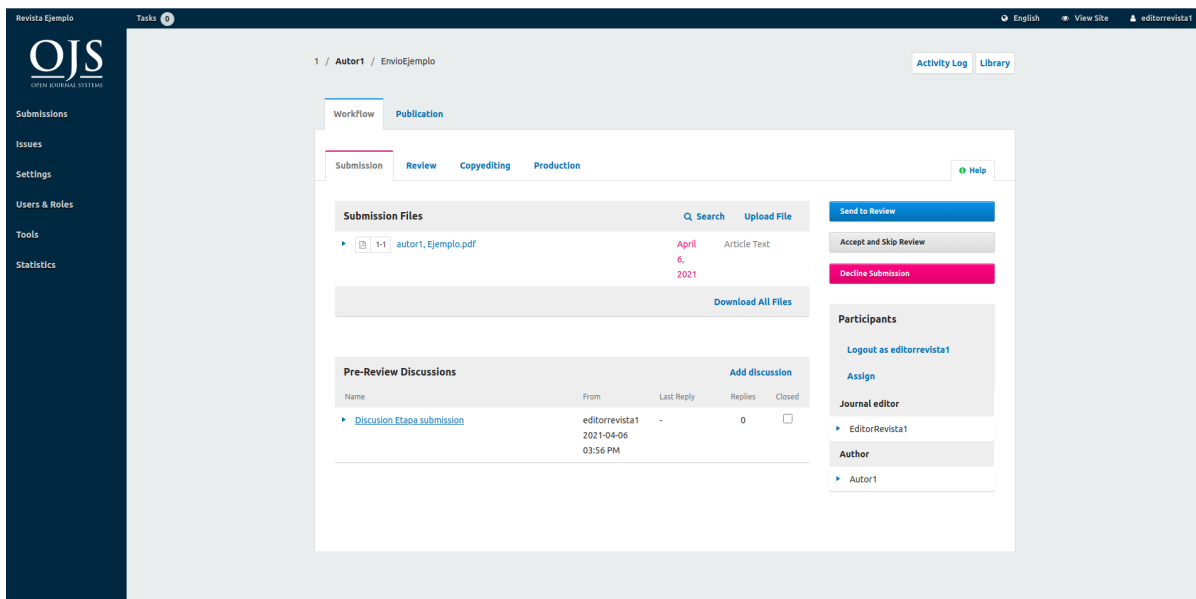 Revista Ejemplo
Tasks 0
English
View Site
editorrevista1
OJS
OPEN JOURNAL SYSTEMS
Submissions
Issues
Settings
Users & Roles
Tools
Statistics
1 / Autor1 / EnvioEjemplo
Activity Log
Library
Workflow
Publication
Submission
Review
Copyediting
Production
Help
Submission Files
Search
Upload File
1-1 autor1, Ejemplo.pdf
April
6,
2021
Article Text
Download All Files
Pre-Review Discussions
Add discussion
Name
From
Last Reply
Replies
Closed
Discusion Etapa submission
editorrevista1
2021-04-06
03:56 PM
-
0
Send to Review
Accept and Skip Review
Decline Submission
Participants
Logout as editorrevista1
Assign
Journal editor
EditorRevista1
Author
Autor1